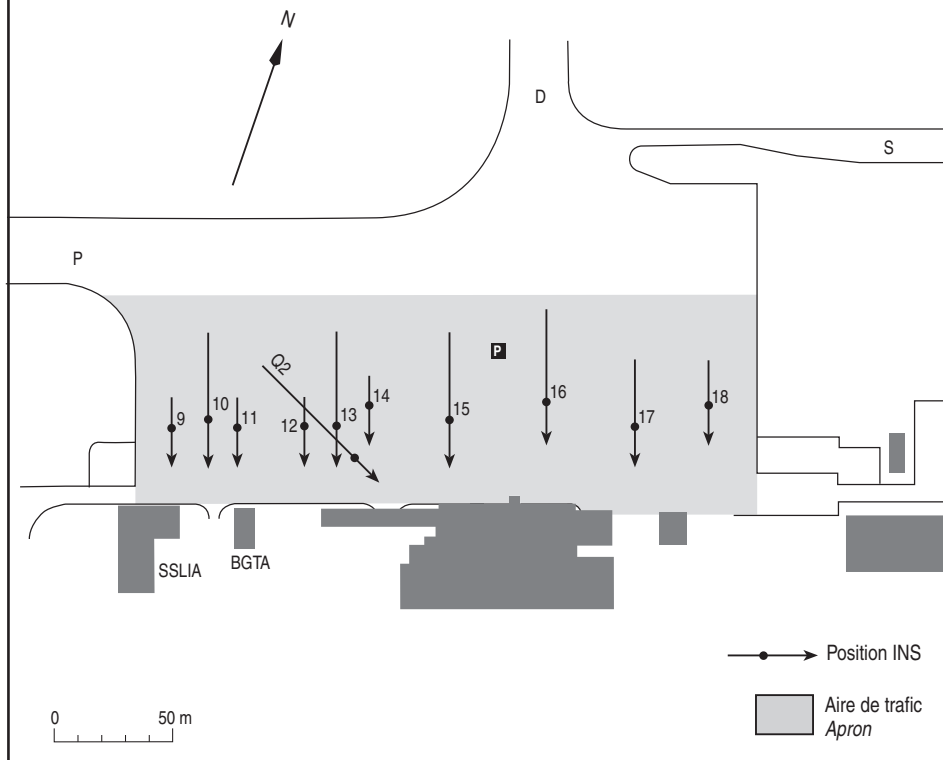 N
D
S
P
Q2
P
9
10
11
12
13
14
15
16
17
18
SSLIA
BGTA
Position INS
0 50 m
Aire de trafic
Apron